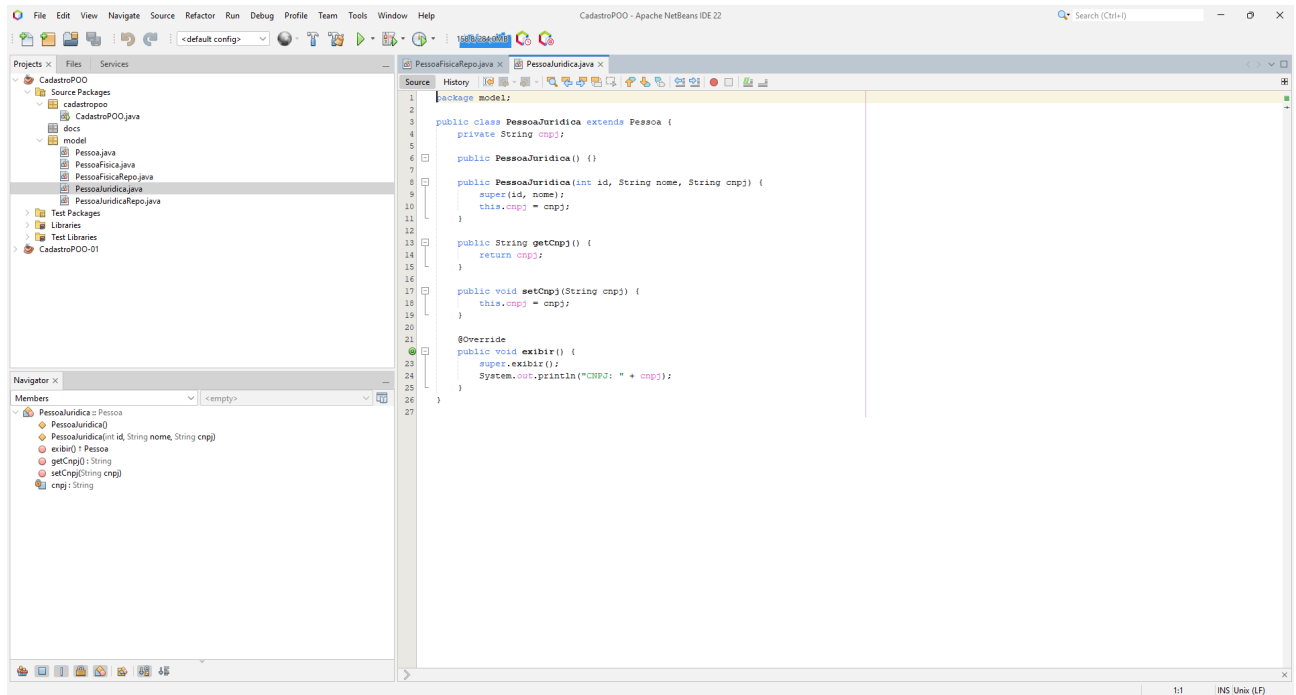 File Edit View Navigate Source Refactor Run Debug Profile Team Tools Window Help
CadastroPOO - Apache NetBeans IDE 22
Search (Ctrl+I)
<default config>
Projects Files Services
CadastroPOO
Source Packages
cadastropoo
CadastroPOO.java
docs
model
Pessoa.java
PessoaFisica.java
PessoaFisicaRepo.java
PessoaJuridica.java
PessoaJuridicaRepo.java
Test Packages
Libraries
Test Libraries
CadastroPOO-01
Navigator
Members <empty>
PessoaJuridica :: Pessoa
PessoaJuridica()
PessoaJuridica(int id, String nome, String cnpj)
exibir() ↑ Pessoa
getCnpj() : String
setCnpj(String cnpj)
cnpj : String
PessoaFisicaRepo.java PessoaJuridica.java
Source History
1 package model;
2
3 public class PessoaJuridica extends Pessoa {
4 private String cnpj;
5
6 public PessoaJuridica() {}
7
8 public PessoaJuridica(int id, String nome, String cnpj) {
9 super(id, nome);
10 this.cnpj = cnpj;
11 }
12
13 public String getCnpj() {
14 return cnpj;
15 }
16
17 public void setCnpj(String cnpj) {
18 this.cnpj = cnpj;
19 }
20
21 @Override
public void exibir() {
23 super.exibir();
24 System.out.println("CNPJ: " + cnpj);
25 }
26 }
27
1:1 INS Unix (LF)